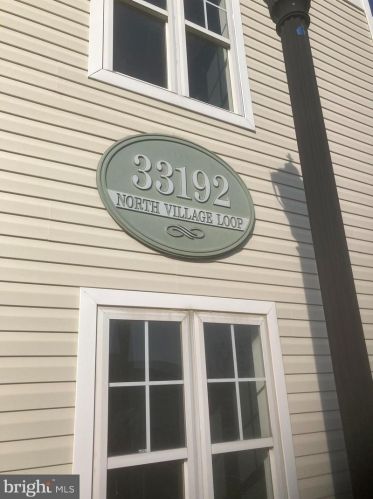 33192
NORTH VILLAGE LOOP
bright MLS